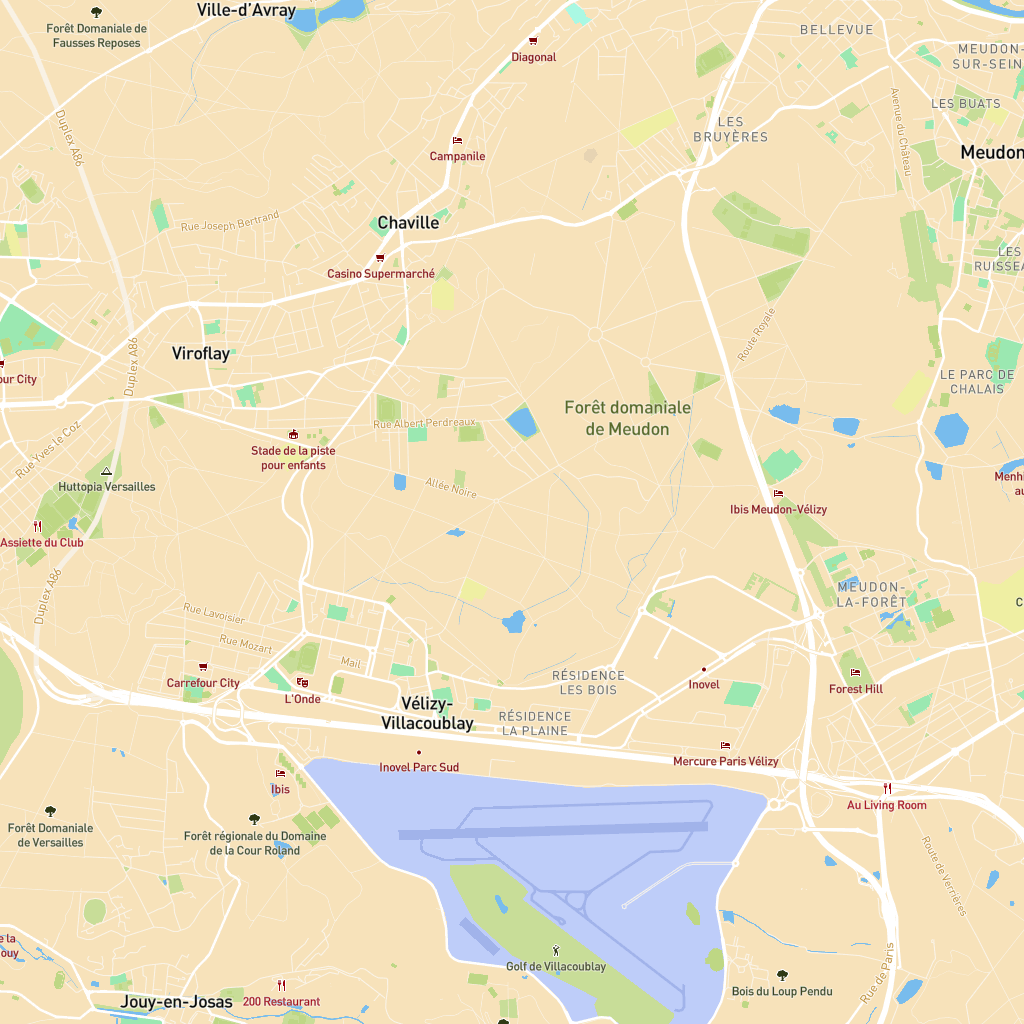 Ville-d'Avray
Forêt Domaniale de
Fausses Reposes
Diagonal
BELLEVUE
MEUDON-
SUR-SEINE
LES BUATS
Avenue du Château
Meudon
LES
BRUYÈRES
Duplex A86
Campanile
Rue Joseph Bertrand
Chaville
Casino Supermarché
LES
Route Royale
Viroflay
Duplex A86
our City
LE PARC DE
CHALAIS
Forêt domaniale
de Meudon
Rue Albert Perdreaux
Rue Yves le Coz
Stade de la piste
pour enfants
Huttopia Versailles
Allée Noire
Ibis Meudon-Vélizy
Assiette du Club
Duplex A86
MEUDON-
LA-FORÊT
Rue Lavoisier
Rue Mozart
Mail
Carrefour City
L'Onde
RÉSIDENCE
LES BOIS
Inovel
Forest Hill
Vélizy-
Villacoublay
RÉSIDENCE
LA PLAINE
Inovel Parc Sud
Mercure Paris Vélizy
Ibis
Au Living Room
Forêt Domaniale
de Versailles
Forêt régionale du Domaine
de la Cour Roland
Route de Verrières
e la
ouy
Golf de Villacoublay
Rue de Paris
Bois du Loup Pendu
Jouy-en-Josas
200 Restaurant